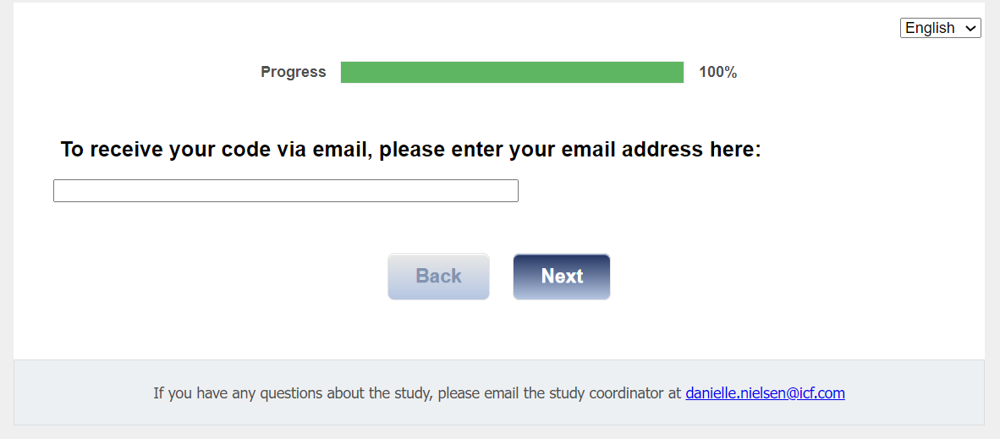 English
Progress 100%
To receive your code via email, please enter your email address here:
Back Next
If you have any questions about the study, please email the study coordinator at danielle.nielsen@icf.com